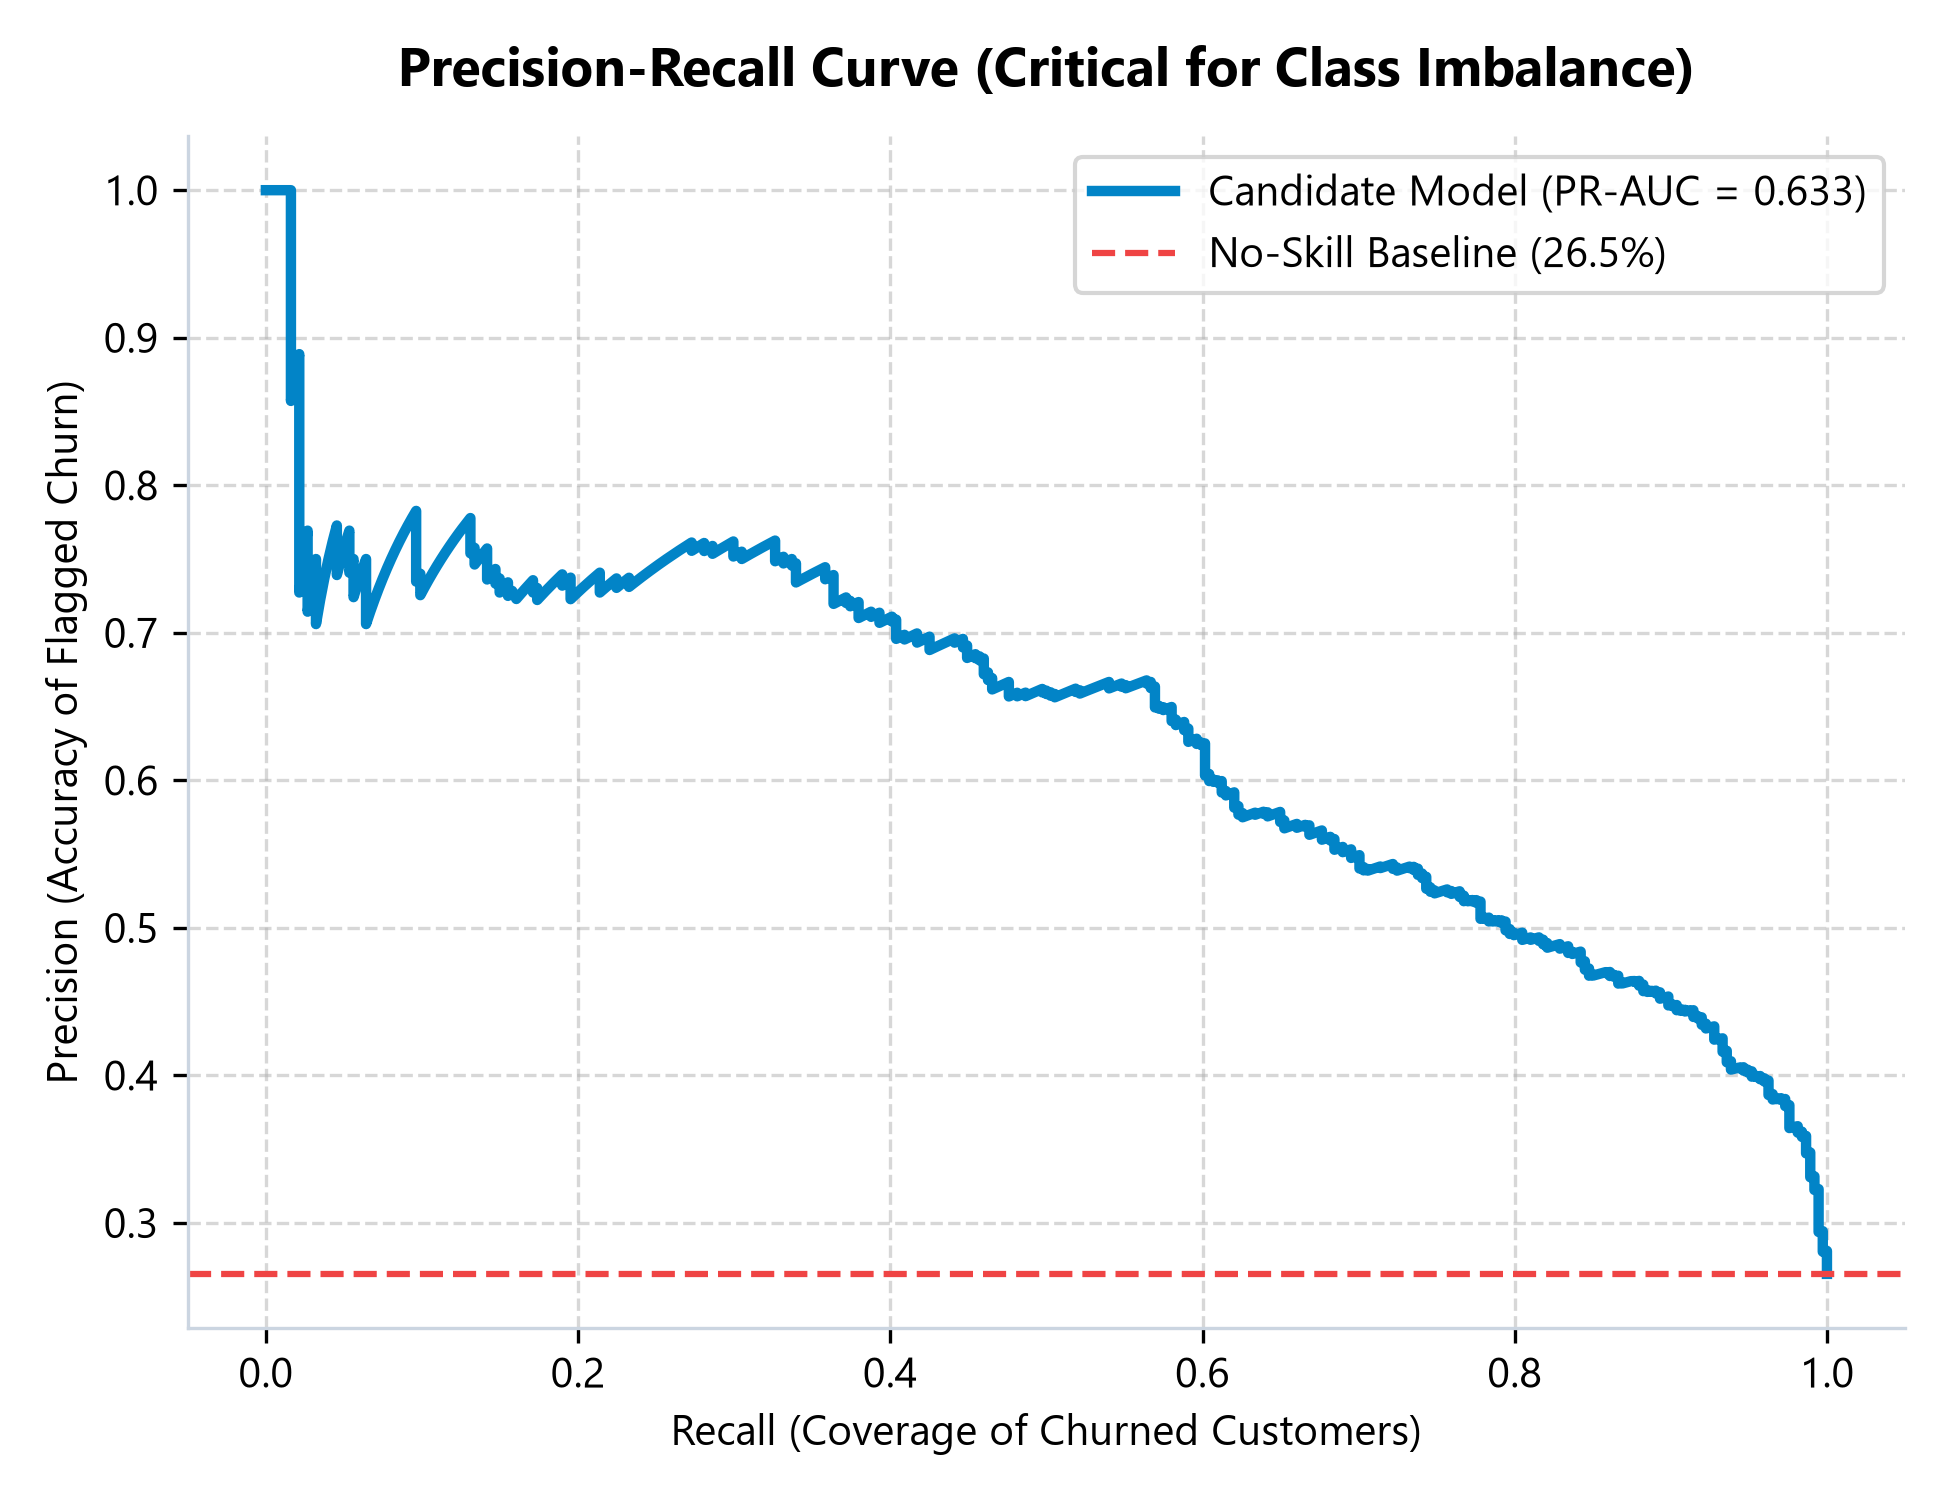 Precision-Recall Curve (Critical for Class Imbalance)
Candidate Model (PR-AUC = 0.633)
No-Skill Baseline (26.5%)
Precision (Accuracy of Flagged Churn)
1.0
0.9
0.8
0.7
0.6
0.5
0.4
0.3
0.0 0.2 0.4 0.6 0.8 1.0
Recall (Coverage of Churned Customers)